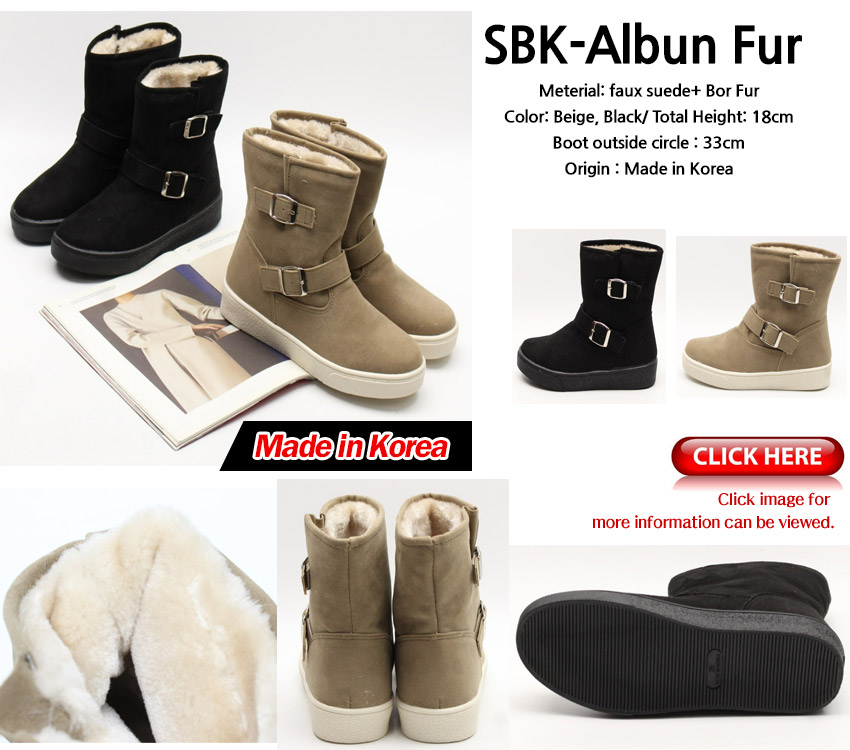 SBK-Albun Fur
Meterial: faux suede+ Bor Fur
Color: Beige, Black/ Total Height: 18cm
Boot outside circle : 33cm
Origin : Made in Korea
Made in Korea
CLICK HERE
Click image for
more information can be viewed.